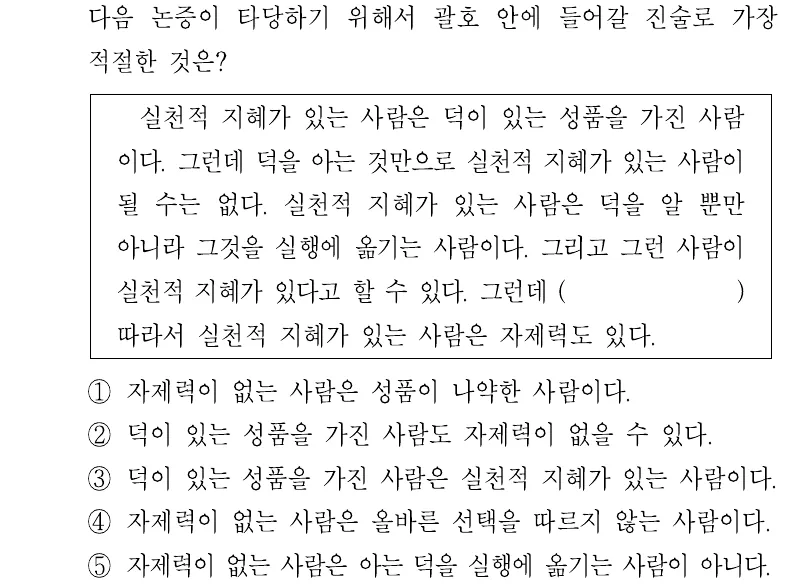 다음 논증이 타당하기 위해서 괄호 안에 들어갈 진술로 가장
적절한 것은?
실천적 지혜가 있는 사람은 덕이 있는 성품을 가진 사람
이다. 그런데 덕을 아는 것만으로 실천적 지혜가 있는 사람이
될 수는 없다. 실천적 지혜가 있는 사람은 덕을 알 뿐만
아니라 그것을 실행에 옮기는 사람이다. 그리고 그런 사람이
실천적 지혜가 있다고 할 수 있다. 그런데 (                    )
따라서 실천적 지혜가 있는 사람은 자제력도 있다.
① 자제력이 없는 사람은 성품이 나약한 사람이다.
② 덕이 있는 성품을 가진 사람도 자제력이 없을 수 있다.
③ 덕이 있는 성품을 가진 사람은 실천적 지혜가 있는 사람이다.
④ 자제력이 없는 사람은 올바른 선택을 따르지 않는 사람이다.
⑤ 자제력이 없는 사람은 아는 덕을 실행에 옮기는 사람이 아니다.